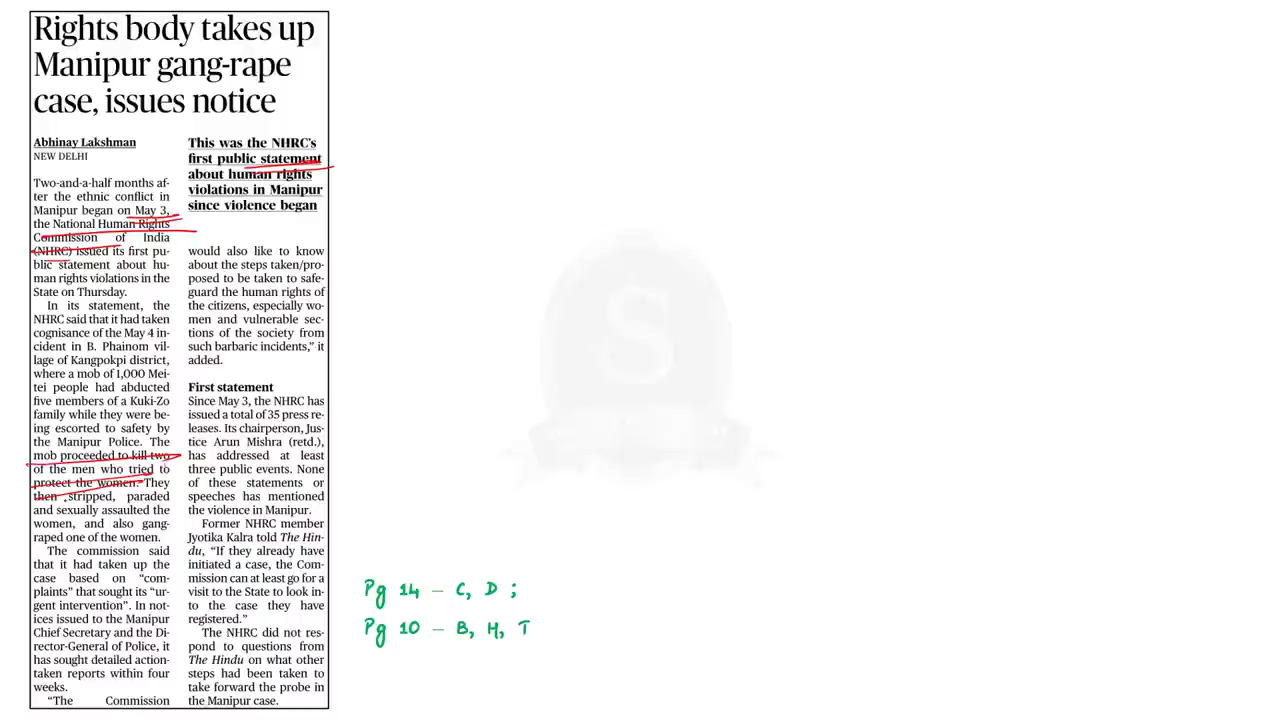 Rights body takes up
Manipur gang-rape
case, issues notice
Abhinay Lakshman
NEW DELHI
Two-and-a-half months af-
ter the ethnic conflict in
Manipur began on May 3,
the National Human Rights
Commission of India
(NHRC) issued its first pu-
blic statement about hu-
man rights violations in the
State on Thursday.
In its statement, the
NHRC said that it had taken
cognisance of the May 4 in-
cident in B. Phainom vil-
lage of Kangpokpi district,
where a mob of 1,000 Mei-
tei people had abducted
five members of a Kuki-Zo
family while they were be-
ing escorted to safety by
the Manipur Police. The
mob proceeded to kill two
of the men who tried to
protect the women. They
then stripped, paraded
and sexually assaulted the
women, and also gang-
raped one of the women.
The commission said
that it had taken up the
case based on “com-
plaints” that sought its “ur-
gent intervention”. In not-
ices issued to the Manipur
Chief Secretary and the Di-
rector-General of Police, it
has sought detailed action-
taken reports within four
weeks.
“The Commission
This was the NHRC’s
first public statement
about human rights
violations in Manipur
since violence began
would also like to know
about the steps taken/pro-
posed to be taken to safe-
guard the human rights of
the citizens, especially wo-
men and vulnerable sec-
tions of the society from
such barbaric incidents,” it
added.
First statement
Since May 3, the NHRC has
issued a total of 35 press re-
leases. Its chairperson, Jus-
tice Arun Mishra (retd.),
has addressed at least
three public events. None
of these statements or
speeches has mentioned
the violence in Manipur.
Former NHRC member
Jyotika Kalra told The Hin-
du, “If they already have
initiated a case, the Com-
mission can at least go for a
visit to the State to look in-
to the case they have
registered.”
The NHRC did not res-
pond to questions from
The Hindu on what other
steps had been taken to
take forward the probe in
the Manipur case.
S
Pg 14 – C, D ;
Pg 10 – B, H, T